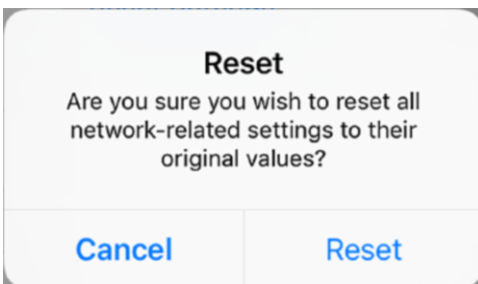 Reset
Are you sure you wish to reset all
network-related settings to their
original values?
Cancel
Reset